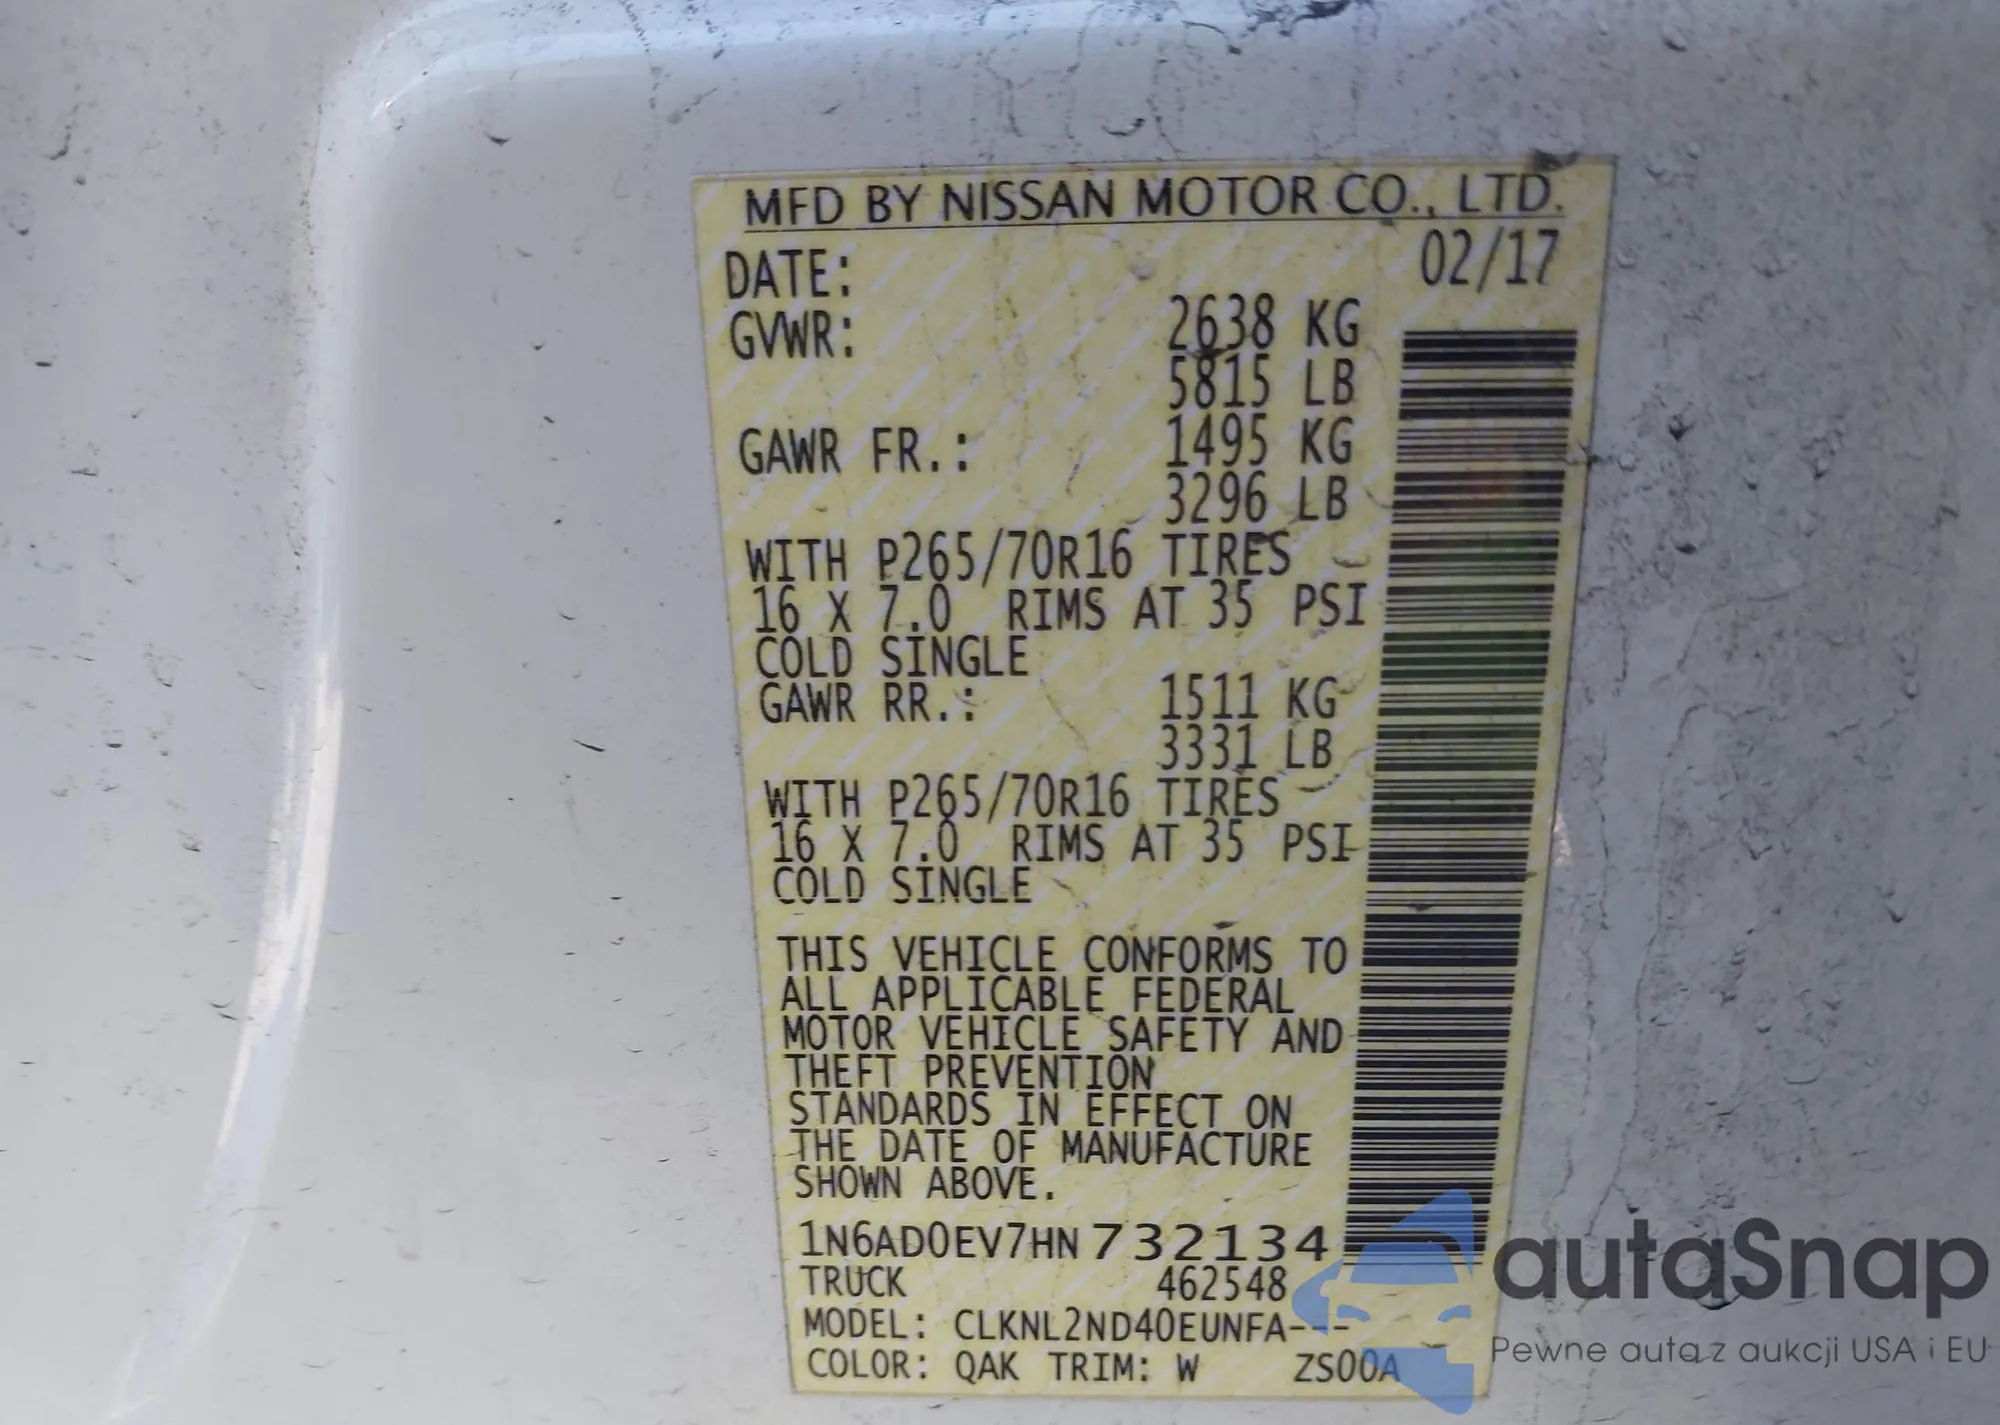 MFD BY NISSAN MOTOR CO., LTD.
DATE: 02/17
GVWR: 2638 KG
5815 LB
GAWR FR.: 1495 KG
3296 LB
WITH P265/70R16 TIRES
16 X 7.0 RIMS AT 35 PSI
COLD SINGLE
GAWR RR.: 1511 KG
3331 LB
WITH P265/70R16 TIRES
16 X 7.0 RIMS AT 35 PSI
COLD SINGLE
THIS VEHICLE CONFORMS TO
ALL APPLICABLE FEDERAL
MOTOR VEHICLE SAFETY AND
THEFT PREVENTION
STANDARDS IN EFFECT ON
THE DATE OF MANUFACTURE
SHOWN ABOVE.
1N6AD0EV7HN732134
TRUCK 462548
MODEL: CLKNL2ND40EUNFA---
COLOR: QAK TRIM: W ZS00A
autaSnap
Pewne auta z aukcji USA i EU